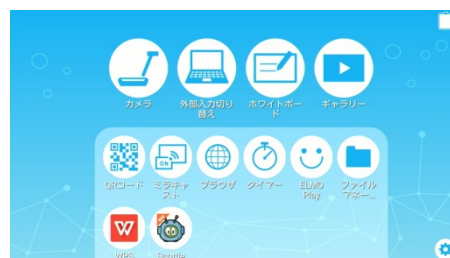 カメラ
外部入力切り
替え
ホワイトボー
ド
ギャラリー
QRコード
ミラキャ
スト
ブラウザ
タイマー
ELMO
Play
ファイル
マネー...
WPS